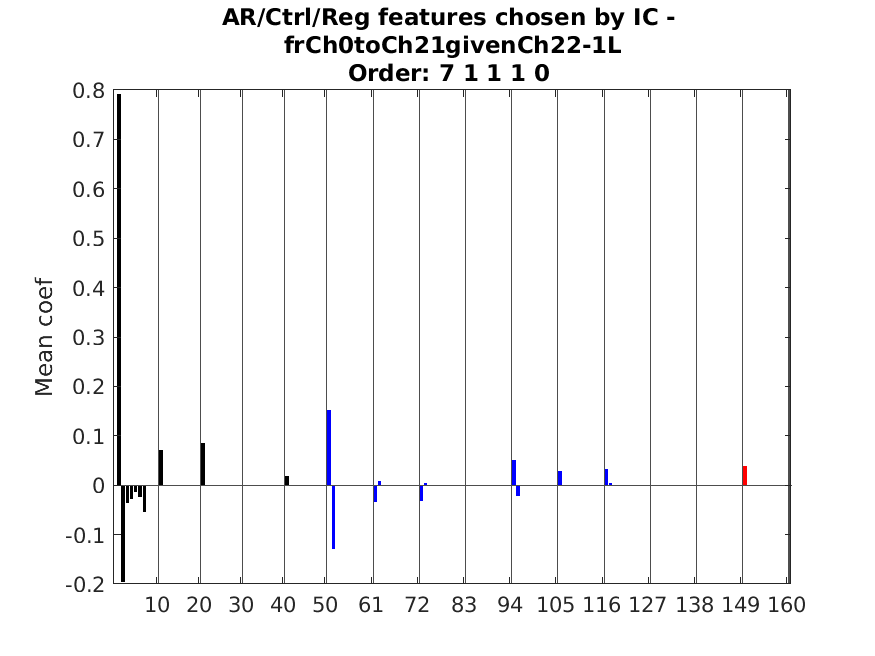 AR/Ctrl/Reg features chosen by IC -
frCh0toCh21givenCh22-1L
Order: 7 1 1 1 0
0.8
0.7
0.6
0.5
0.4
0.3
0.2
0.1
0
-0.1
-0.2
Mean coef
10 20 30 40 50 61 72 83 94 105 116 127 138 149 160